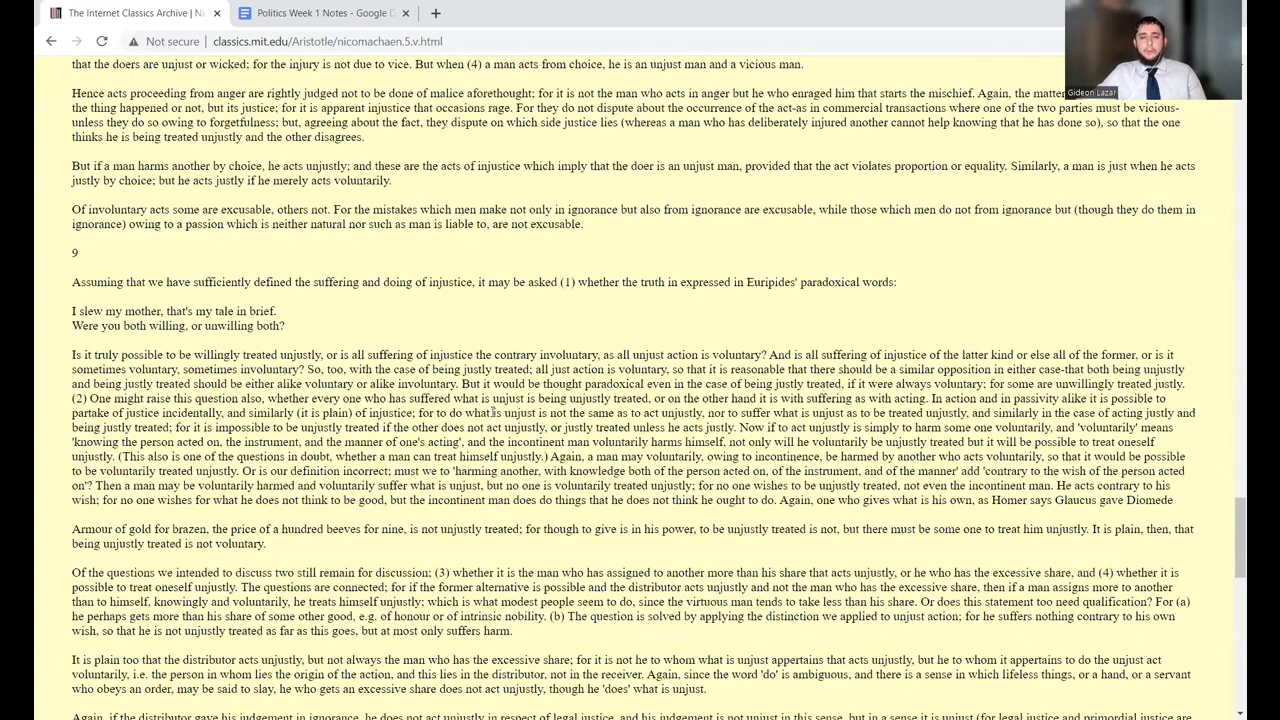 The Internet Classics Archive | Ni
Politics Week 1 Notes - Google D
Not secure
classics.mit.edu/Aristotle/nicomachaen.5.v.html
Gideon Lazar
that the doers are unjust or wicked; for the injury is not due to vice. But when (4) a man acts from choice, he is an unjust man and a vicious man.
Hence acts proceeding from anger are rightly judged not to be done of malice aforethought; for it is not the man who acts in anger but he who enraged him that starts the mischief. Again, the matter
the thing happened or not, but its justice; for it is apparent injustice that occasions rage. For they do not dispute about the occurrence of the act-as in commercial transactions where one of the two parties must be vicious-
unless they do so owing to forgetfulness; but, agreeing about the fact, they dispute on which side justice lies (whereas a man who has deliberately injured another cannot help knowing that he has done so), so that the one
thinks he is being treated unjustly and the other disagrees.
But if a man harms another by choice, he acts unjustly; and these are the acts of injustice which imply that the doer is an unjust man, provided that the act violates proportion or equality. Similarly, a man is just when he acts
justly by choice; but he acts justly if he merely acts voluntarily.
Of involuntary acts some are excusable, others not. For the mistakes which men make not only in ignorance but also from ignorance are excusable, while those which men do not from ignorance but (though they do them in
ignorance) owing to a passion which is neither natural nor such as man is liable to, are not excusable.
9
Assuming that we have sufficiently defined the suffering and doing of injustice, it may be asked (1) whether the truth in expressed in Euripides' paradoxical words:
I slew my mother, that's my tale in brief.
Were you both willing, or unwilling both?
Is it truly possible to be willingly treated unjustly, or is all suffering of injustice the contrary involuntary, as all unjust action is voluntary? And is all suffering of injustice of the latter kind or else all of the former, or is it
sometimes voluntary, sometimes involuntary? So, too, with the case of being justly treated; all just action is voluntary, so that it is reasonable that there should be a similar opposition in either case-that both being unjustly
and being justly treated should be either alike voluntary or alike involuntary. But it would be thought paradoxical even in the case of being justly treated, if it were always voluntary; for some are unwillingly treated justly.
(2) One might raise this question also, whether every one who has suffered what is unjust is being unjustly treated, or on the other hand it is with suffering as with acting. In action and in passivity alike it is possible to
partake of justice incidentally, and similarly (it is plain) of injustice; for to do what is unjust is not the same as to act unjustly, nor to suffer what is unjust as to be treated unjustly, and similarly in the case of acting justly and
being justly treated; for it is impossible to be unjustly treated if the other does not act unjustly, or justly treated unless he acts justly. Now if to act unjustly is simply to harm some one voluntarily, and 'voluntarily' means
'knowing the person acted on, the instrument, and the manner of one's acting', and the incontinent man voluntarily harms himself, not only will he voluntarily be unjustly treated but it will be possible to treat oneself
unjustly. (This also is one of the questions in doubt, whether a man can treat himself unjustly.) Again, a man may voluntarily, owing to incontinence, be harmed by another who acts voluntarily, so that it would be possible
to be voluntarily treated unjustly. Or is our definition incorrect; must we to 'harming another, with knowledge both of the person acted on, of the instrument, and of the manner' add 'contrary to the wish of the person acted
on'? Then a man may be voluntarily harmed and voluntarily suffer what is unjust, but no one is voluntarily treated unjustly; for no one wishes to be unjustly treated, not even the incontinent man. He acts contrary to his
wish; for no one wishes for what he does not think to be good, but the incontinent man does do things that he does not think he ought to do. Again, one who gives what is his own, as Homer says Glaucus gave Diomede
Armour of gold for brazen, the price of a hundred beeves for nine, is not unjustly treated; for though to give is in his power, to be unjustly treated is not, but there must be some one to treat him unjustly. It is plain, then, that
being unjustly treated is not voluntary.
Of the questions we intended to discuss two still remain for discussion; (3) whether it is the man who has assigned to another more than his share that acts unjustly, or he who has the excessive share, and (4) whether it is
possible to treat oneself unjustly. The questions are connected; for if the former alternative is possible and the distributor acts unjustly and not the man who has the excessive share, then if a man assigns more to another
than to himself, knowingly and voluntarily, he treats himself unjustly; which is what modest people seem to do, since the virtuous man tends to take less than his share. Or does this statement too need qualification? For (a)
he perhaps gets more than his share of some other good, e.g. of honour or of intrinsic nobility. (b) The question is solved by applying the distinction we applied to unjust action; for he suffers nothing contrary to his own
wish, so that he is not unjustly treated as far as this goes, but at most only suffers harm.
It is plain too that the distributor acts unjustly, but not always the man who has the excessive share; for it is not he to whom what is unjust appertains that acts unjustly, but he to whom it appertains to do the unjust act
voluntarily, i.e. the person in whom lies the origin of the action, and this lies in the distributor, not in the receiver. Again, since the word 'do' is ambiguous, and there is a sense in which lifeless things, or a hand, or a servant
who obeys an order, may be said to slay, he who gets an excessive share does not act unjustly, though he 'does' what is unjust.
Again, if the distributor gave his judgement in ignorance, he does not act unjustly in respect of legal justice, and his judgement is not unjust in this sense, but in a sense it is unjust (for legal justice and primordial justice are